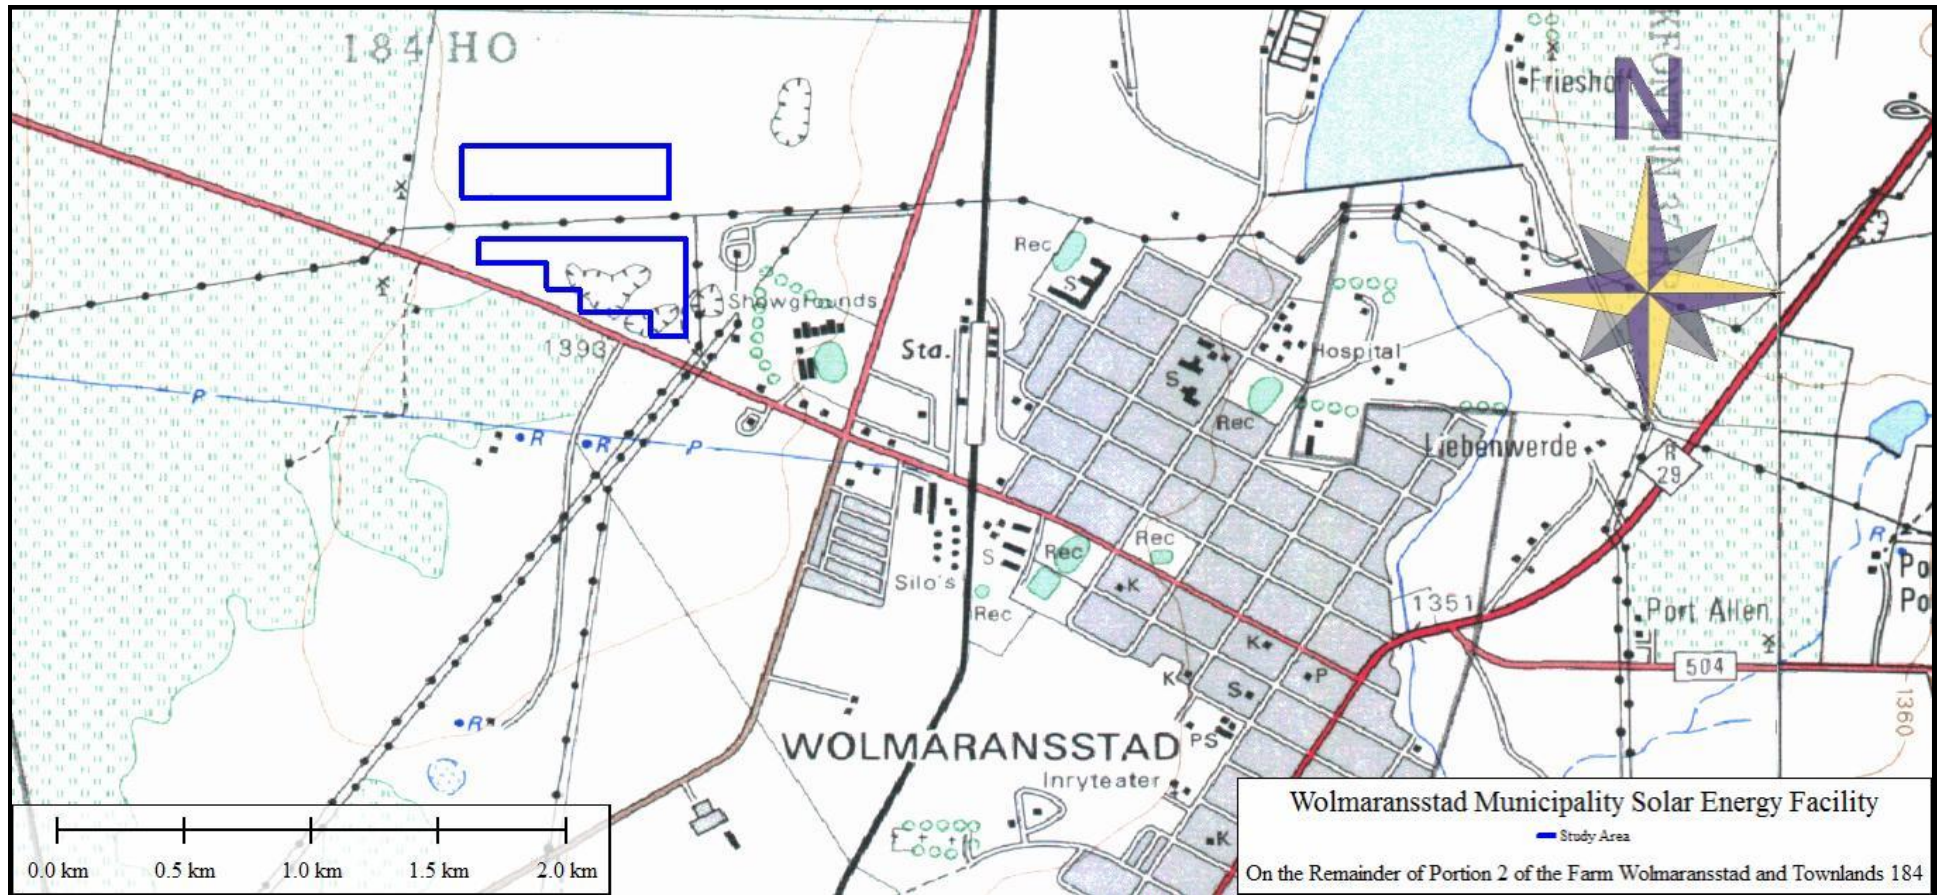 184 HO
Frieshof
N
Rec
S
Showgrounds
1393
Sta.
Hospital
S
Rec
P
R
R
P
Liebenwerde
R
29
R
Silo's
S
Rec
Rec
K
Rec
1351
Port Allen
Po
Po
K
P
504
K
S
R
WOLMARANSSTAD
PS
1360
Inryteater
K
Wolmaransstad Municipality Solar Energy Facility
Study Area
On the Remainder of Portion 2 of the Farm Wolmaransstad and Townlands 184
0.0 km 0.5 km 1.0 km 1.5 km 2.0 km